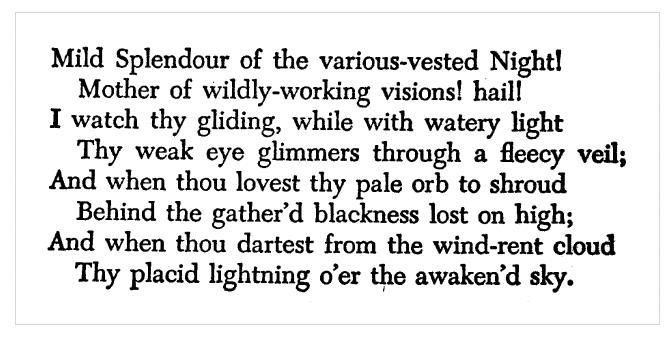 Mild Splendour of the various-vested Night!
Mother of wildly-working visions! hail!
I watch thy gliding, while with watery light
Thy weak eye glimmers through a fleecy veil;
And when thou lovest thy pale orb to shroud
Behind the gather'd blackness lost on high;
And when thou dartest from the wind-rent cloud
Thy placid lightning o'er the awaken'd sky.